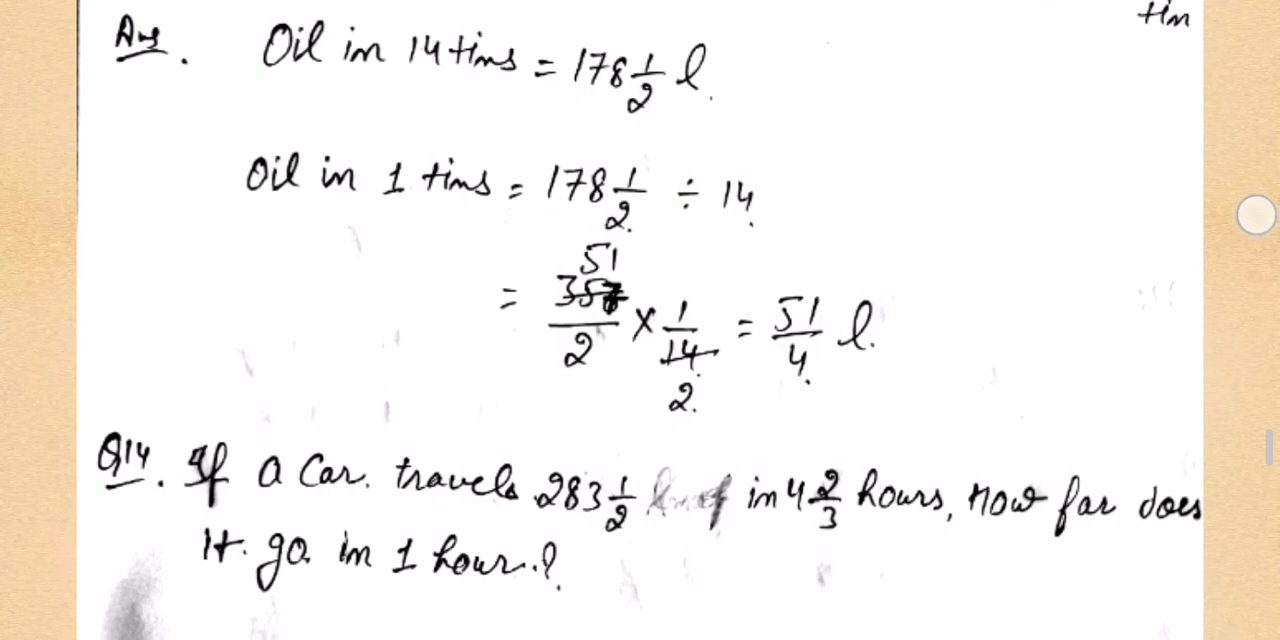 tin
Ans. Oil in 14 tins = 178 1/2 l.
Oil in 1 tins = 178 1/2 ÷ 14
51
= 357/2 × 1/14 = 51/4 l.
2.
Q14. If a Car. travels 283 1/2 in 4 2/3 hours, how far does
it. go in 1 hour.?